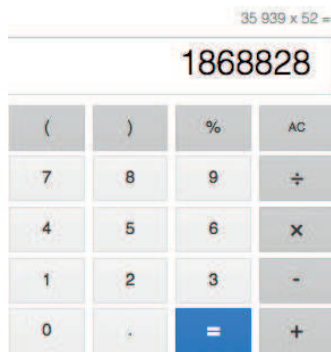 35 939 x 52 =
1868828
( ) % AC
7 8 9 ÷
4 5 6 ×
1 2 3 -
0 . = +